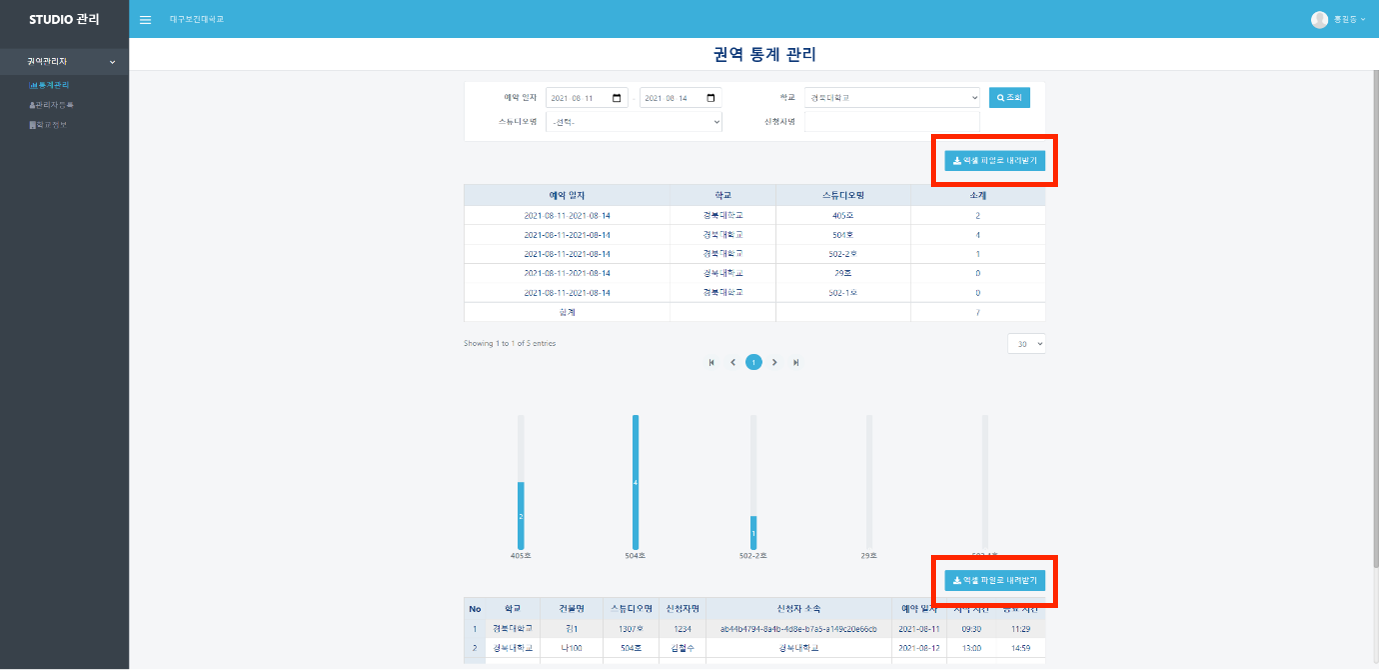 STUDIO 관리
대구보건대학교
홍길동
권역관리자
통계관리
관리자등록
학교정보
권역 통계 관리
예약 일자 2021-08-11 - 2021-08-14 학교 경북대학교 조회
스튜디오명 -선택- 신청자명
엑셀 파일로 내려받기
예약 일자 학교 스튜디오명 소계
2021-08-11-2021-08-14 경북대학교 405호 2
2021-08-11-2021-08-14 경북대학교 504호 4
2021-08-11-2021-08-14 경북대학교 502-2호 1
2021-08-11-2021-08-14 경북대학교 29호 0
2021-08-11-2021-08-14 경북대학교 502-1호 0
합계 7
Showing 1 to 1 of 5 entries 30
1
4
2
1
405호 504호 502-2호 29호 502-1호
엑셀 파일로 내려받기
No 학교 건물명 스튜디오명 신청자명 신청자 소속 예약 일자 시작 시간 종료 시간
1 경북대학교 김1 1307호 1234 ab44b4794-8a4b-4d8e-b7a5-a149c20e66cb 2021-08-11 09:30 11:29
2 경북대학교 나100 504호 김철수 경북대학교 2021-08-12 13:00 14:59